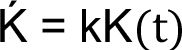 Ḱ = kK(t)